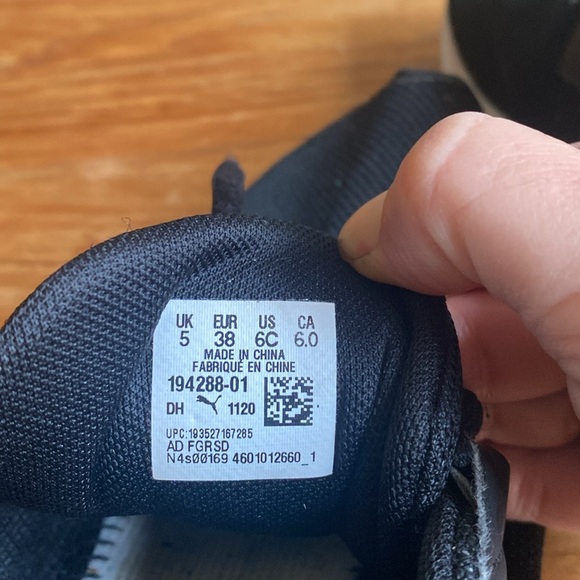 UK EUR US CA
5 38 6C 6.0
MADE IN CHINA
FABRIQUÉ EN CHINE
194288-01
DH 1120
UPC:193527167285
AD FGRSD
N4s00169 4601012660_1